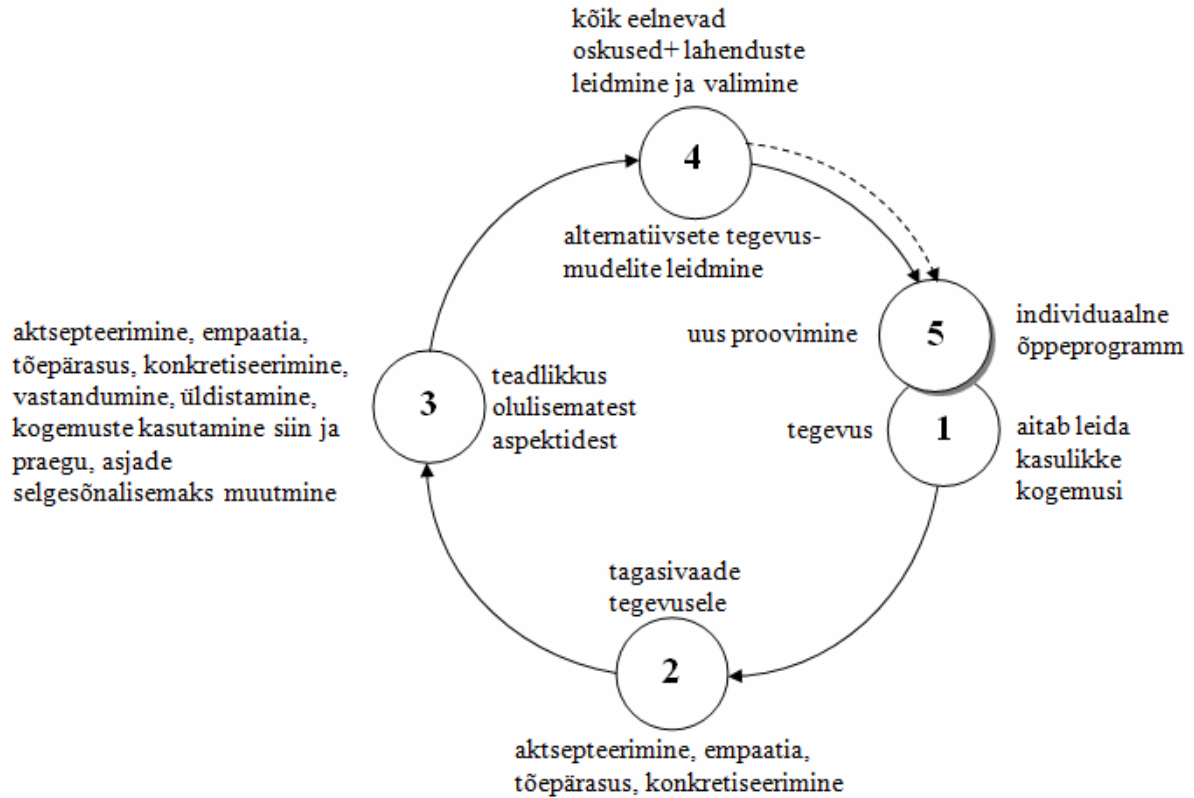 kõik eelnevad
oskused+ lahenduste
leidmine ja valimine
4
alternatiivsete tegevus-
mudelite leidmine
uus proovimine
5
individuaalne
õppeprogramm
aktsepteerimine, empaatia,
tõepärasus, konkretiseerimine,
vastandumine, üldistamine,
kogemuste kasutamine siin ja
praegu, asjade
selgesõnalisemaks muutmine
3
teadlikkus
olulisematest
aspektidest
tegevus
1
aitab leida
kasulikke
kogemusi
tagasivaade
tegevusele
2
aktsepteerimine, empaatia,
tõepärasus, konkretiseerimine